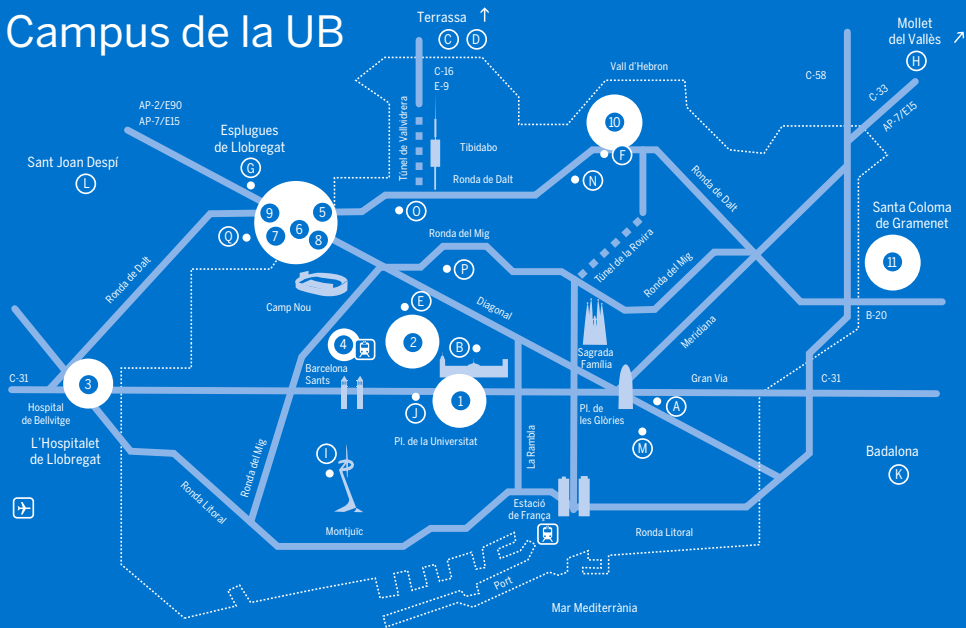 Campus de la UB
Terrassa ↑
C D
C-16
E-9
Vall d’Hebron
C-58
Mollet
del Vallès ↗
H
C-33
AP-7/E15
AP-2/E90
AP-7/E15
Esplugues
de Llobregat
G
Sant Joan Despí
L
Túnel de Vallvidrera
Tibidabo
10
F
N
Ronda de Dalt
Ronda de Dalt
Santa Coloma
de Gramenet
11
9 5
6
7 8
Q
O
Ronda del Mig
P
Túnel de la Rovira
Ronda del Mig
Ronda de Dalt
Camp Nou
E
Diagonal
B-20
Meridiana
4
2
B
Sagrada
Família
Barcelona
Sants
3
C-31
Gran Via
C-31
Hospital
de Bellvitge
J
1
Pl. de
les Glòries
A
M
L’Hospitalet
de Llobregat
Pl. de la Universitat
La Rambla
Badalona
K
I
Ronda del Mig
Ronda Litoral
Montjuïc
Estació
de França
Ronda Litoral
Port
Mar Mediterrània